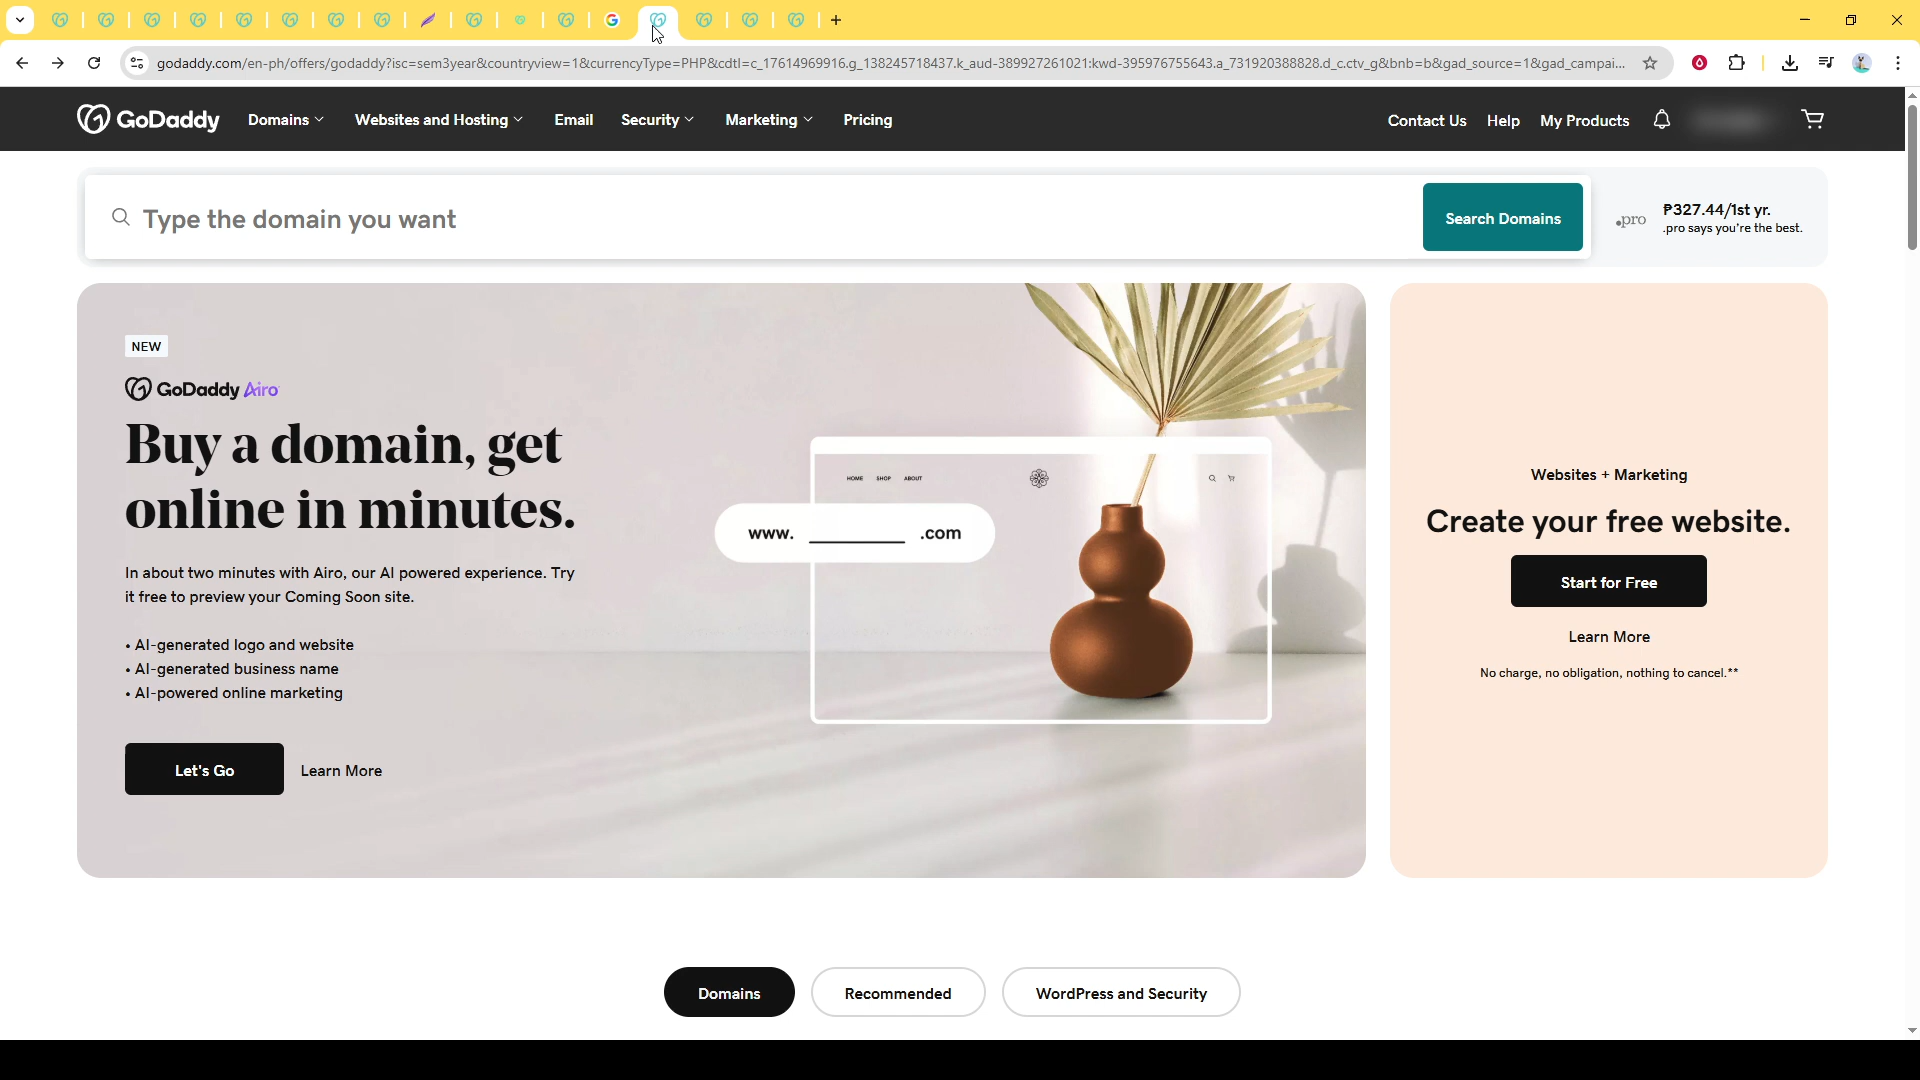 godaddy.com/en-ph/offers/godaddy?isc=sem3year&countryview=1&currencyType=PHP&cdtl=c_17614969916.g_138245718437.k_aud-389927261021:kwd-395976755643.a_731920388828.d_c.ctv_g&bnb=b&gad_source=1&gad_campai...
GoDaddy Domains Websites and Hosting Email Security Marketing Pricing Contact Us Help My Products
Type the domain you want
Search Domains
.pro
₱327.44/1st yr.
.pro says you're the best.
NEW
GoDaddy Airo
Buy a domain, get
online in minutes.
In about two minutes with Airo, our AI powered experience. Try
it free to preview your Coming Soon site.
• AI-generated logo and website
• AI-generated business name
• AI-powered online marketing
Let's Go
Learn More
HOME SHOP ABOUT
www. ________ .com
Websites + Marketing
Create your free website.
Start for Free
Learn More
No charge, no obligation, nothing to cancel.**
Domains
Recommended
WordPress and Security